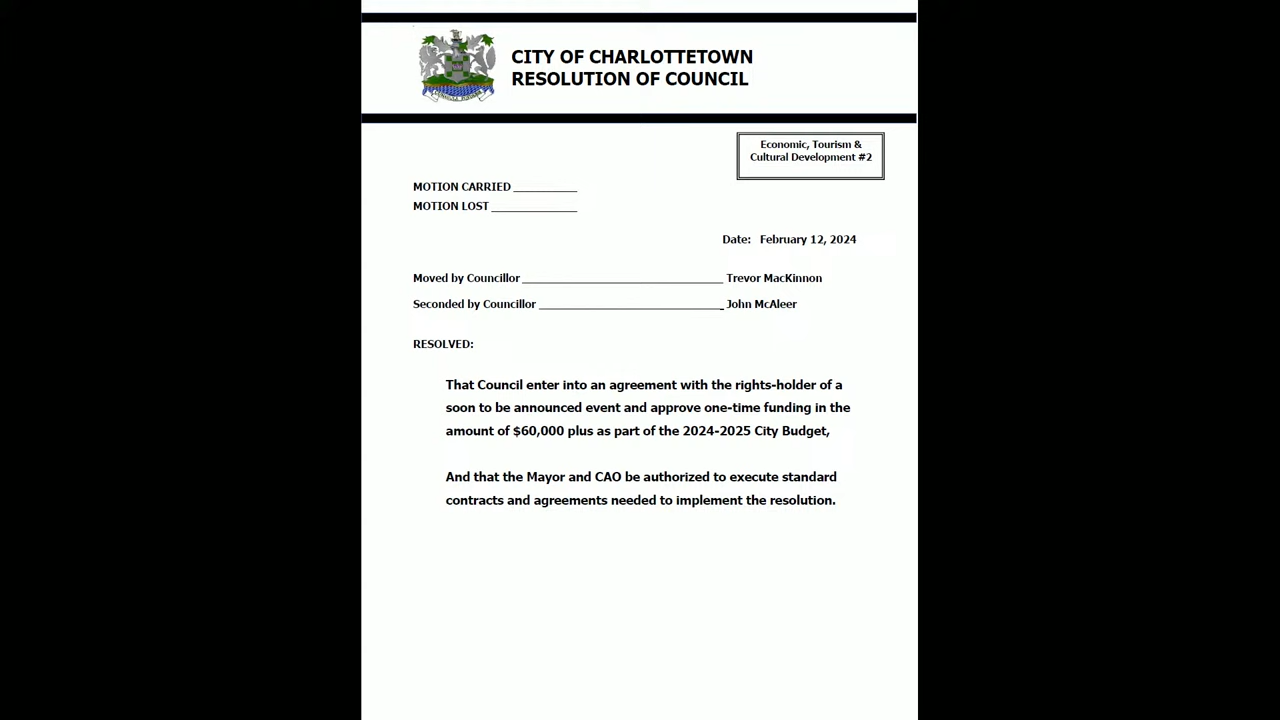 CITY OF CHARLOTTETOWN
RESOLUTION OF COUNCIL
Economic, Tourism &
Cultural Development #2
MOTION CARRIED ___________
MOTION LOST _______________
Date: February 12, 2024
Moved by Councillor ___________________________________ Trevor MacKinnon
Seconded by Councillor ________________________________ John McAleer
RESOLVED:
That Council enter into an agreement with the rights-holder of a
soon to be announced event and approve one-time funding in the
amount of $60,000 plus as part of the 2024-2025 City Budget,
And that the Mayor and CAO be authorized to execute standard
contracts and agreements needed to implement the resolution.